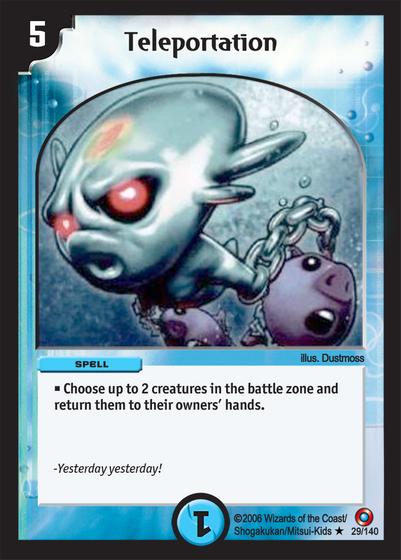 5
Teleportation
illus. Dustmoss
SPELL
▪ Choose up to 2 creatures in the battle zone and
return them to their owners' hands.
-Yesterday yesterday!
©2006 Wizards of the Coast/
Shogakukan/Mitsui-Kids ★ 29/140